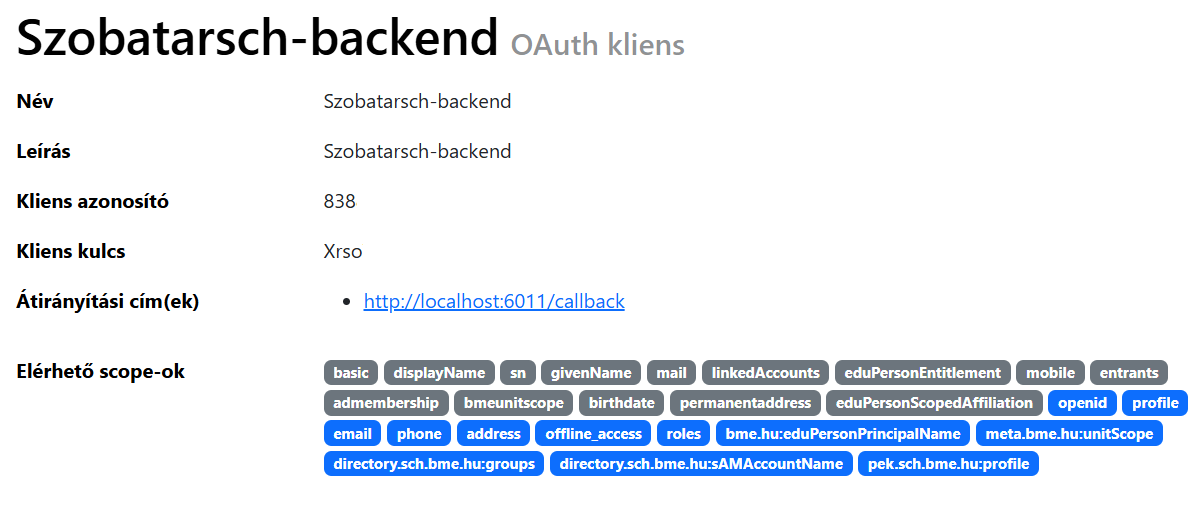 Szobatarsch-backend OAuth kliens
Név Szobatarsch-backend
Leírás Szobatarsch-backend
Kliens azonosító 838
Kliens kulcs Xrso
Átirányítási cím(ek) • http://localhost:6011/callback
Elérhető scope-ok basic displayName sn givenName mail linkedAccounts eduPersonEntitlement mobile entrants
admembership bmeunitscope birthdate permanentaddress eduPersonScopedAffiliation openid profile
email phone address offline_access roles bme.hu:eduPersonPrincipalName meta.bme.hu:unitScope
directory.sch.bme.hu:groups directory.sch.bme.hu:sAMAccountName pek.sch.bme.hu:profile